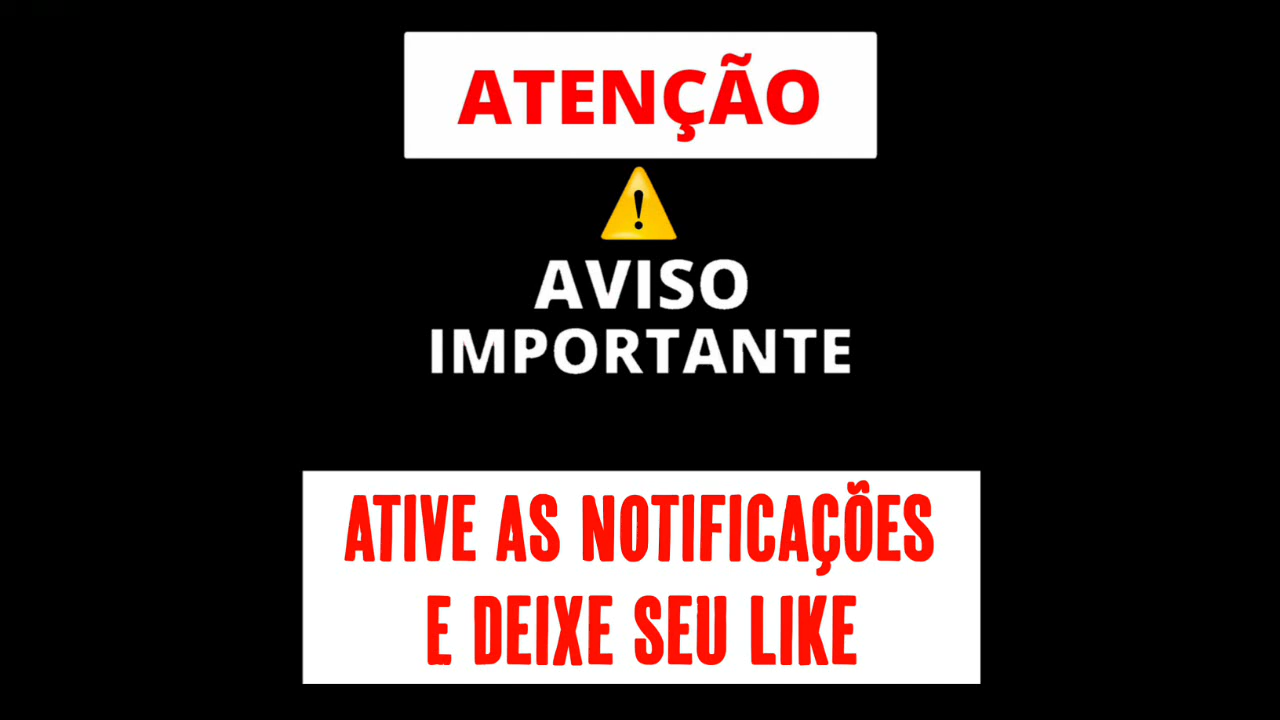 ATENÇÃO
AVISO
IMPORTANTE
ATIVE AS NOTIFICAÇÕES
E DEIXE SEU LIKE